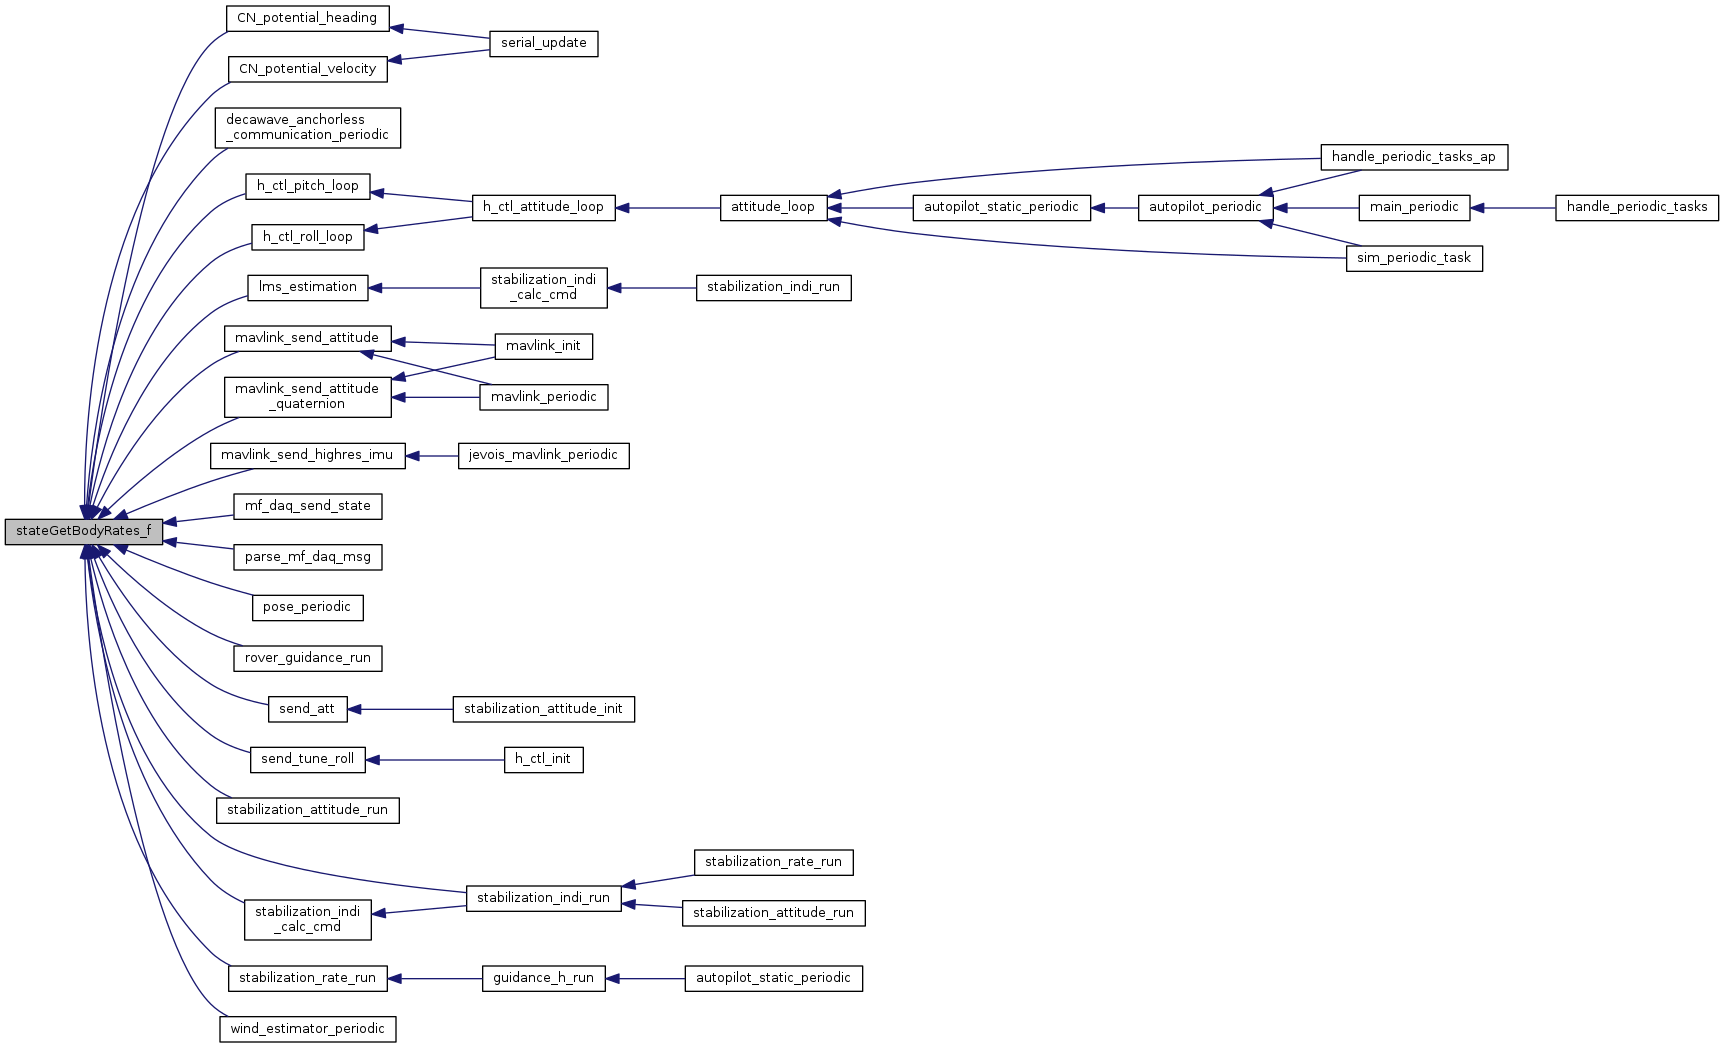 CN_potential_heading
serial_update
CN_potential_velocity
decawave_anchorless
_communication_periodic
handle_periodic_tasks_ap
h_ctl_pitch_loop
h_ctl_attitude_loop
attitude_loop
autopilot_static_periodic
autopilot_periodic
main_periodic
handle_periodic_tasks
h_ctl_roll_loop
sim_periodic_task
lms_estimation
stabilization_indi
_calc_cmd
stabilization_indi_run
mavlink_send_attitude
mavlink_init
mavlink_send_attitude
_quaternion
mavlink_periodic
mavlink_send_highres_imu
jevois_mavlink_periodic
mf_daq_send_state
stateGetBodyRates_f
parse_mf_daq_msg
pose_periodic
rover_guidance_run
send_att
stabilization_attitude_init
send_tune_roll
h_ctl_init
stabilization_attitude_run
stabilization_rate_run
stabilization_indi_run
stabilization_indi
_calc_cmd
stabilization_attitude_run
stabilization_rate_run
guidance_h_run
autopilot_static_periodic
wind_estimator_periodic